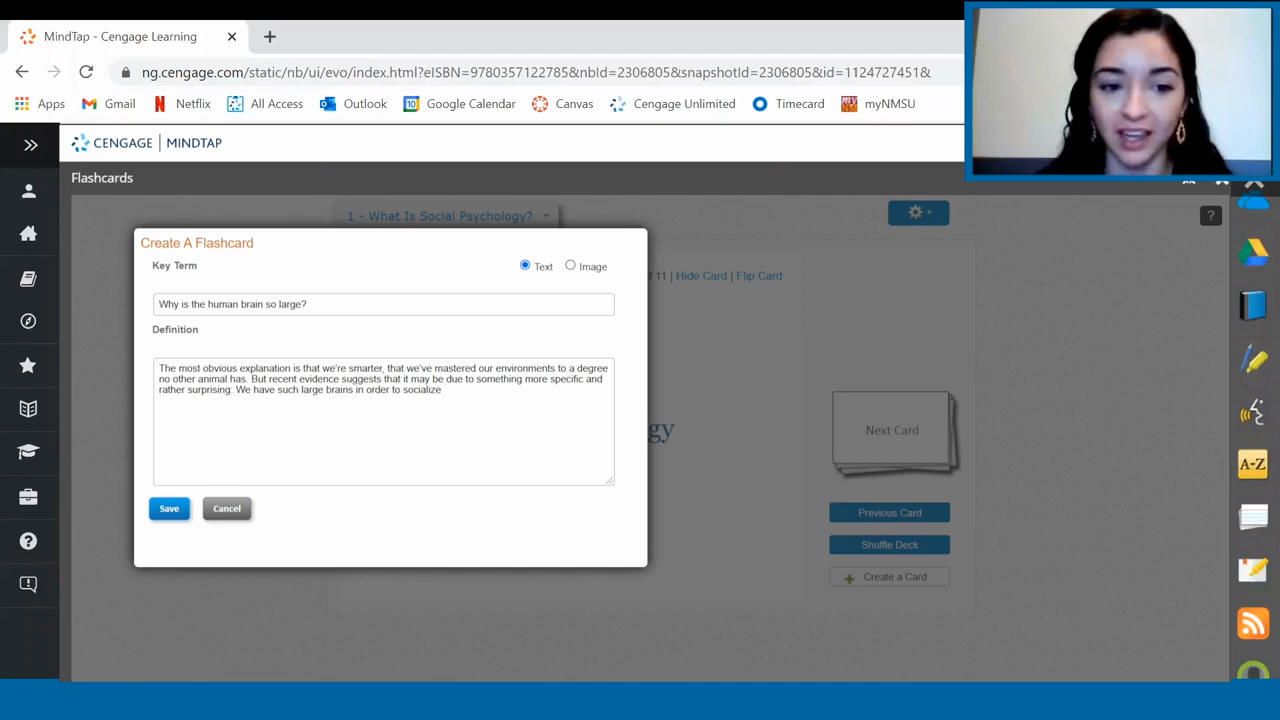 MindTap - Cengage Learning
ng.cengage.com/static/nb/ui/evo/index.html?eISBN=9780357122785&nbId=2306805&snapshotId=2306805&id=1124727451&
Apps Gmail Netflix All Access Outlook 10 Google Calendar Canvas Cengage Unlimited Timecard myNMSU
CENGAGE | MINDTAP
Flashcards
1 - What Is Social Psychology?
?
Create A Flashcard
Key Term
Text Image
of 11 | Hide Card | Flip Card
Why is the human brain so large?
Definition
The most obvious explanation is that we're smarter, that we've mastered our environments to a degree
no other animal has. But recent evidence suggests that it may be due to something more specific and
rather surprising: We have such large brains in order to socialize
gy
Next Card
A-Z
Save Cancel
Previous Card
Shuffle Deck
Create a Card